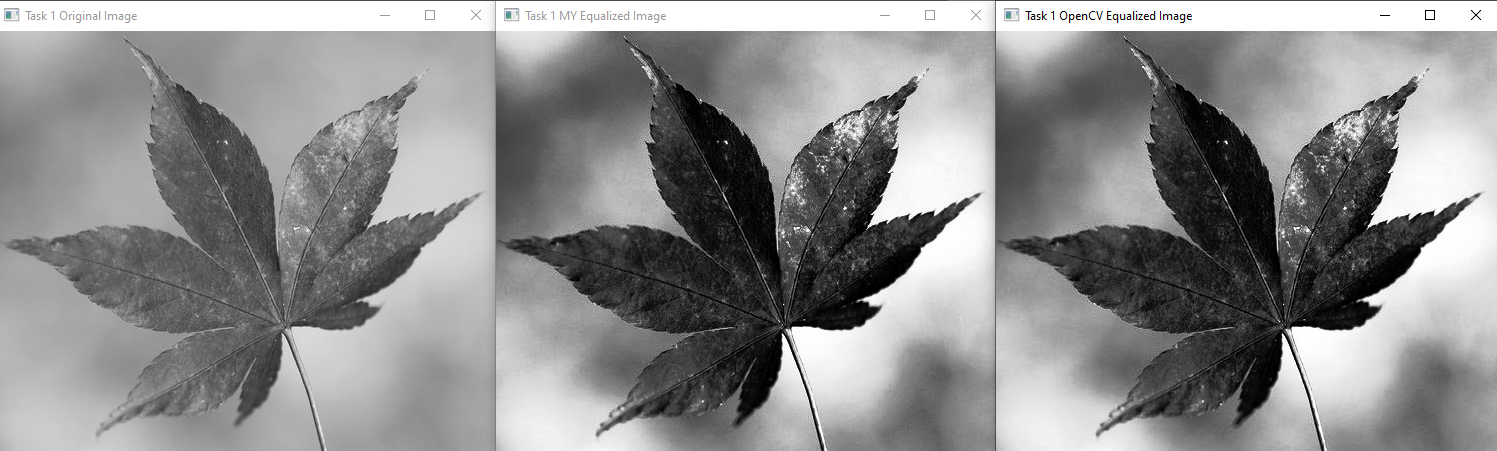 Task 1 Original Image
Task 1 MY Equalized Image
Task 1 OpenCV Equalized Image